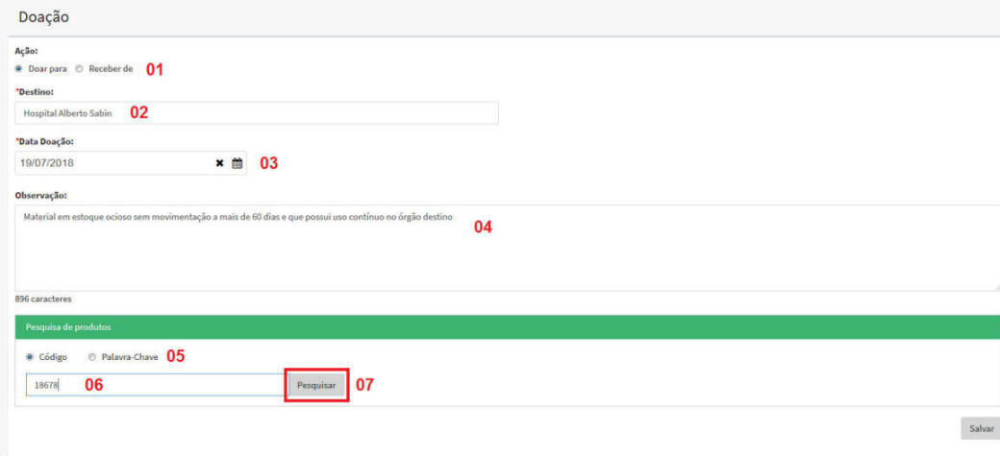 Doação
Ação:
Doar para Receber de 01
*Destino:
Hospital Alberto Sabin 02
*Data Doação:
19/07/2018 03
Observação:
Material em estoque ocioso sem movimentação a mais de 60 dias e que possui uso contínuo no órgão destino
04
896 caracteres
Pesquisa de produtos
Código Palavra-Chave 05
18678 06 Pesquisar 07
Salvar